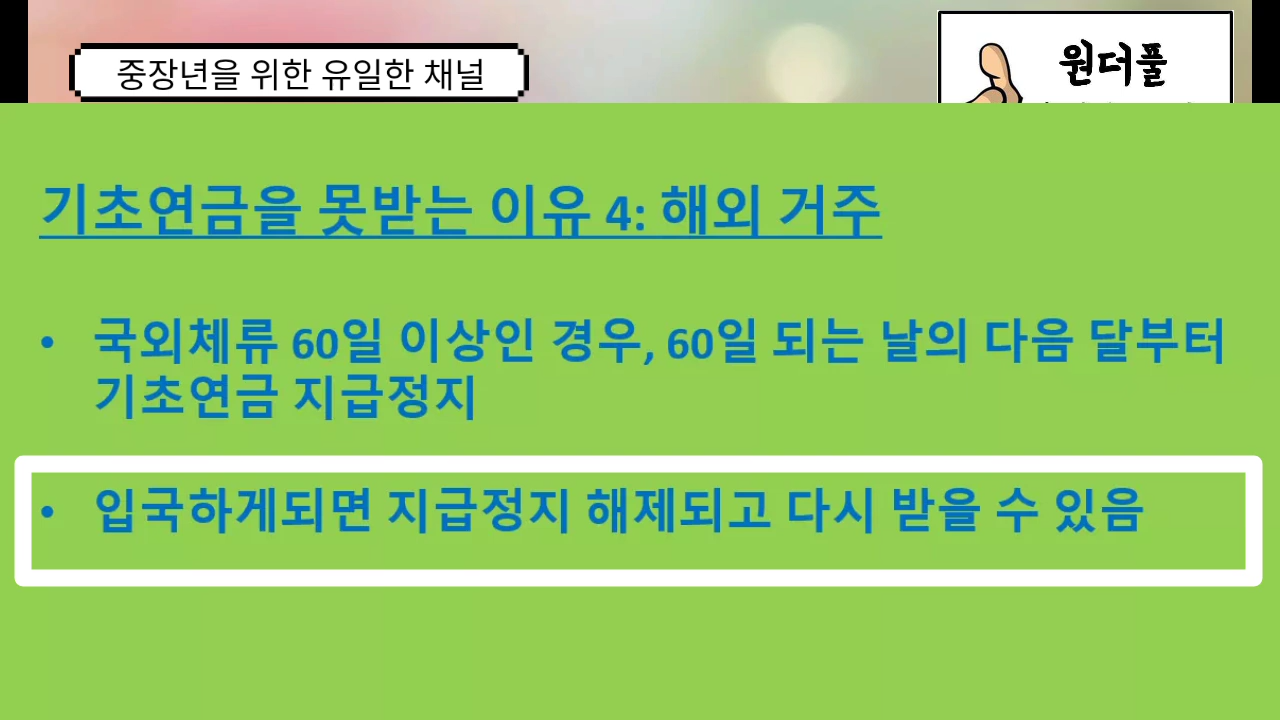 중장년을 위한 유일한 채널
원더풀
기초연금을 못받는 이유 4: 해외 거주
• 국외체류 60일 이상인 경우, 60일 되는 날의 다음 달부터
기초연금 지급정지
• 입국하게되면 지급정지 해제되고 다시 받을 수 있음